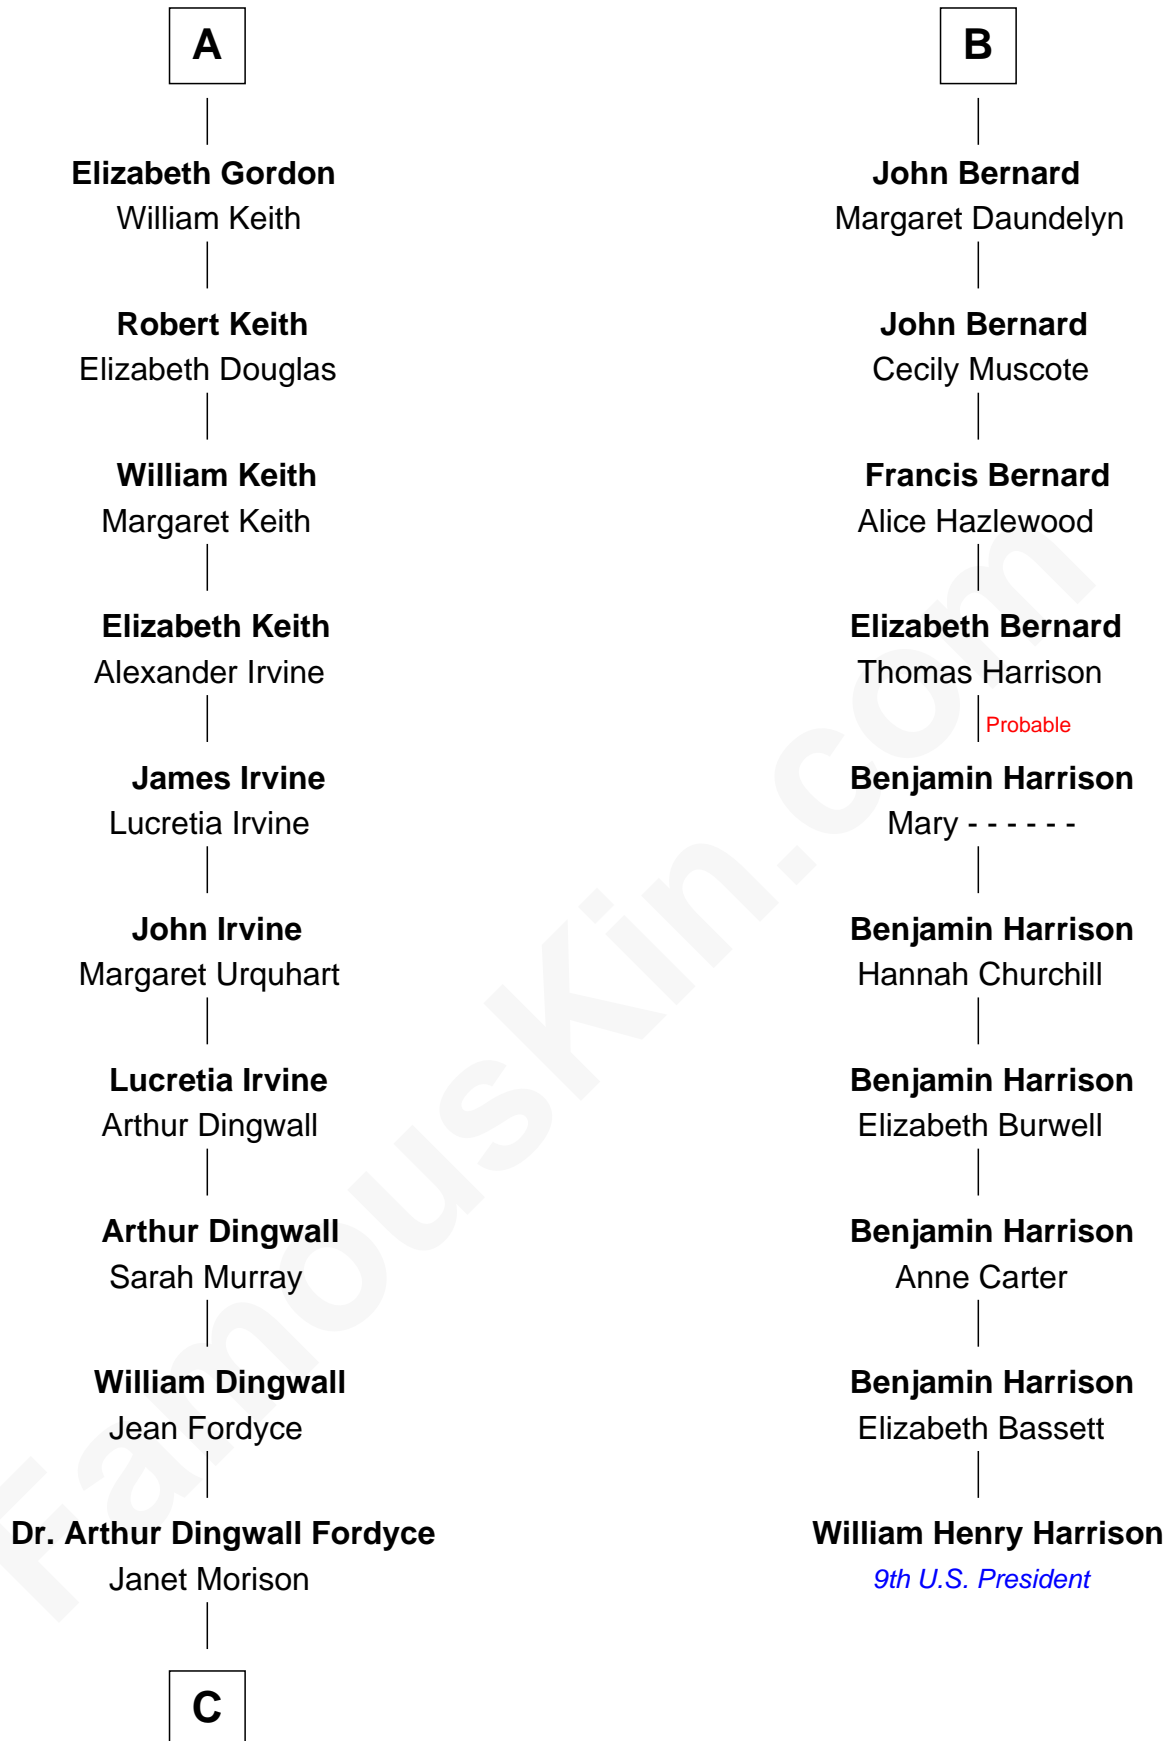 A
Elizabeth Gordon
William Keith
Robert Keith
Elizabeth Douglas
William Keith
Margaret Keith
Elizabeth Keith
Alexander Irvine
James Irvine
Lucretia Irvine
John Irvine
Margaret Urquhart
Lucretia Irvine
Arthur Dingwall
Arthur Dingwall
Sarah Murray
William Dingwall
Jean Fordyce
Dr. Arthur Dingwall Fordyce
Janet Morison
C
B
John Bernard
Margaret Daundelyn
John Bernard
Cecily Muscote
Francis Bernard
Alice Hazlewood
Elizabeth Bernard
Thomas Harrison
Probable
Benjamin Harrison
Mary - - - - - -
Benjamin Harrison
Hannah Churchill
Benjamin Harrison
Elizabeth Burwell
Benjamin Harrison
Anne Carter
Benjamin Harrison
Elizabeth Bassett
William Henry Harrison
9th U.S. President
FamousKin.com